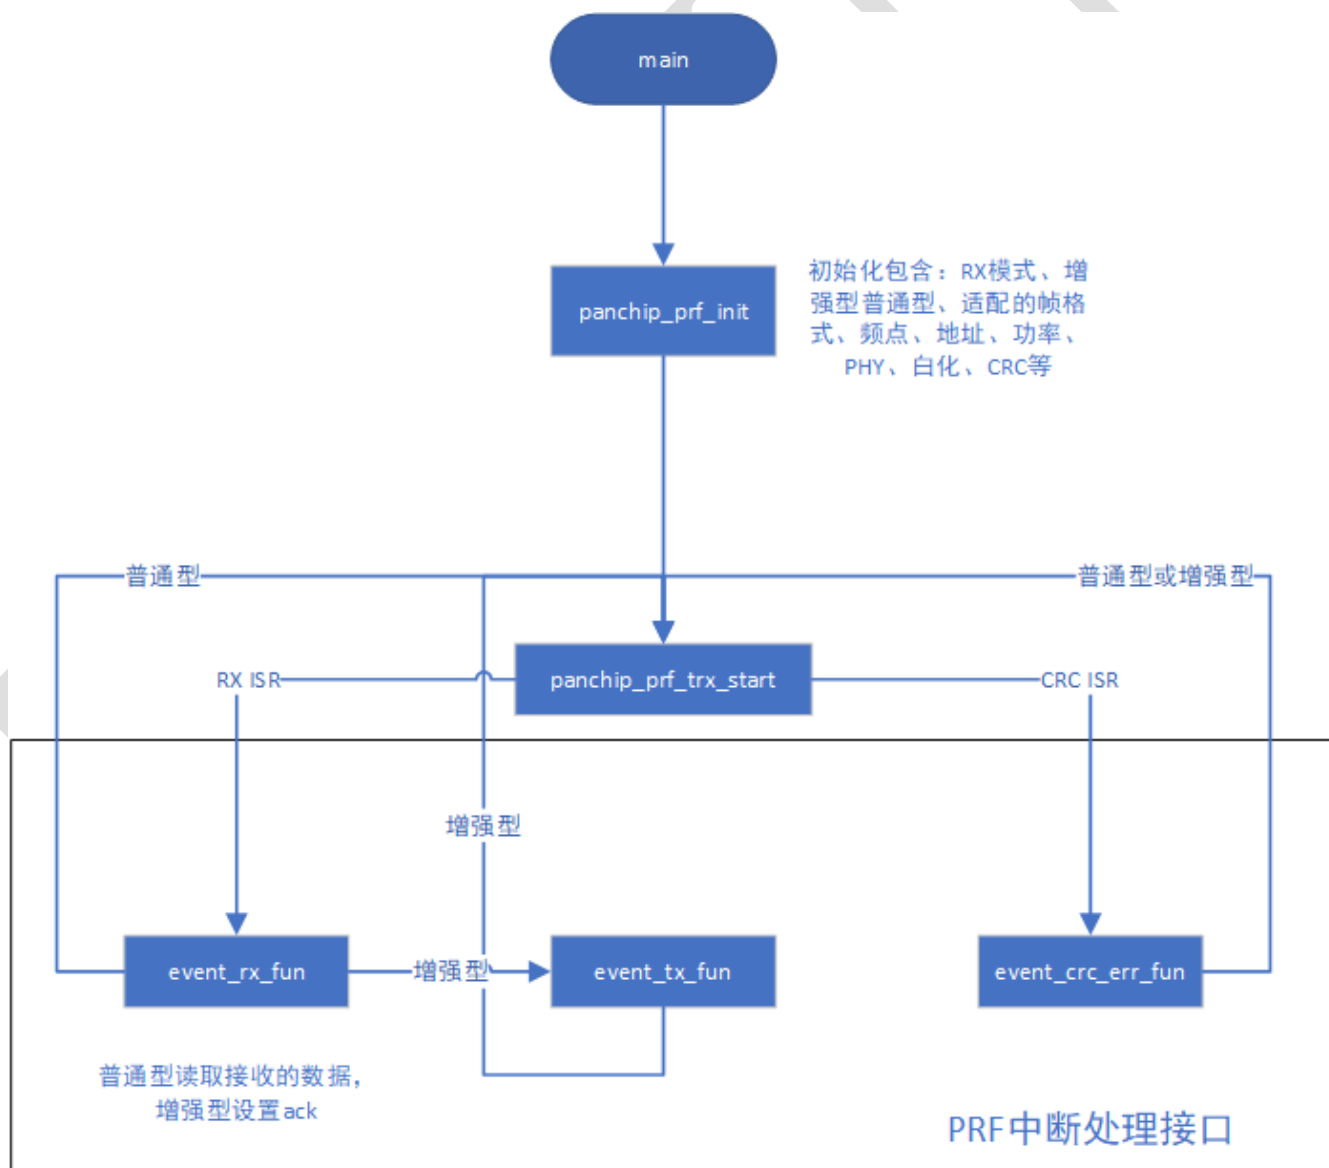 main
panchip_prf_init
初始化包含：RX模式、增
强型普通型、适配的帧格
式、频点、地址、功率、
PHY、白化、CRC等
普通型
普通型或增强型
RX ISR
panchip_prf_trx_start
CRC ISR
增强型
event_rx_fun
增强型
event_tx_fun
event_crc_err_fun
普通型读取接收的数据，
增强型设置ack
PRF中断处理接口